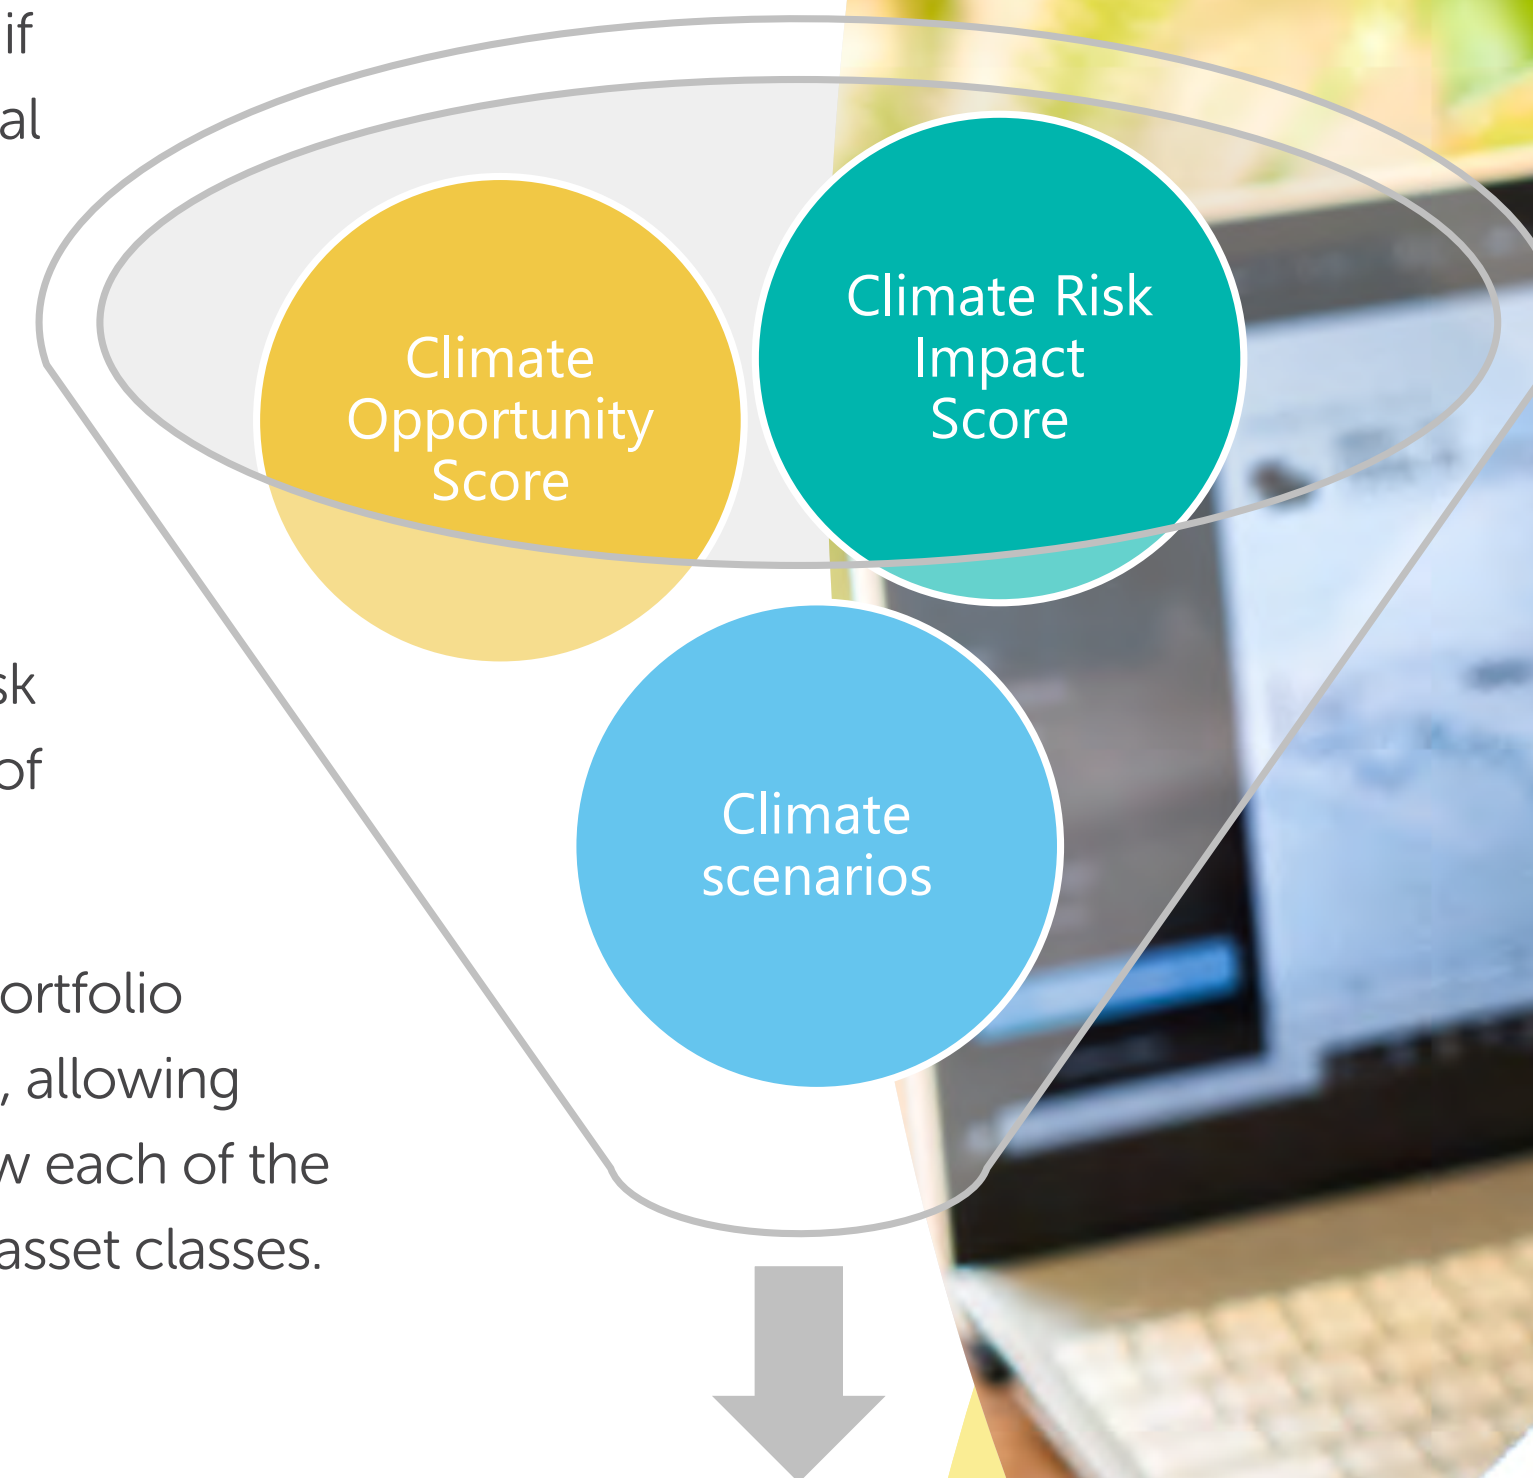 if
al
sk
of
ortfolio
, allowing
w each of the
asset classes.
Climate
Opportunity
Score
Climate Risk
Impact
Score
Climate
scenarios